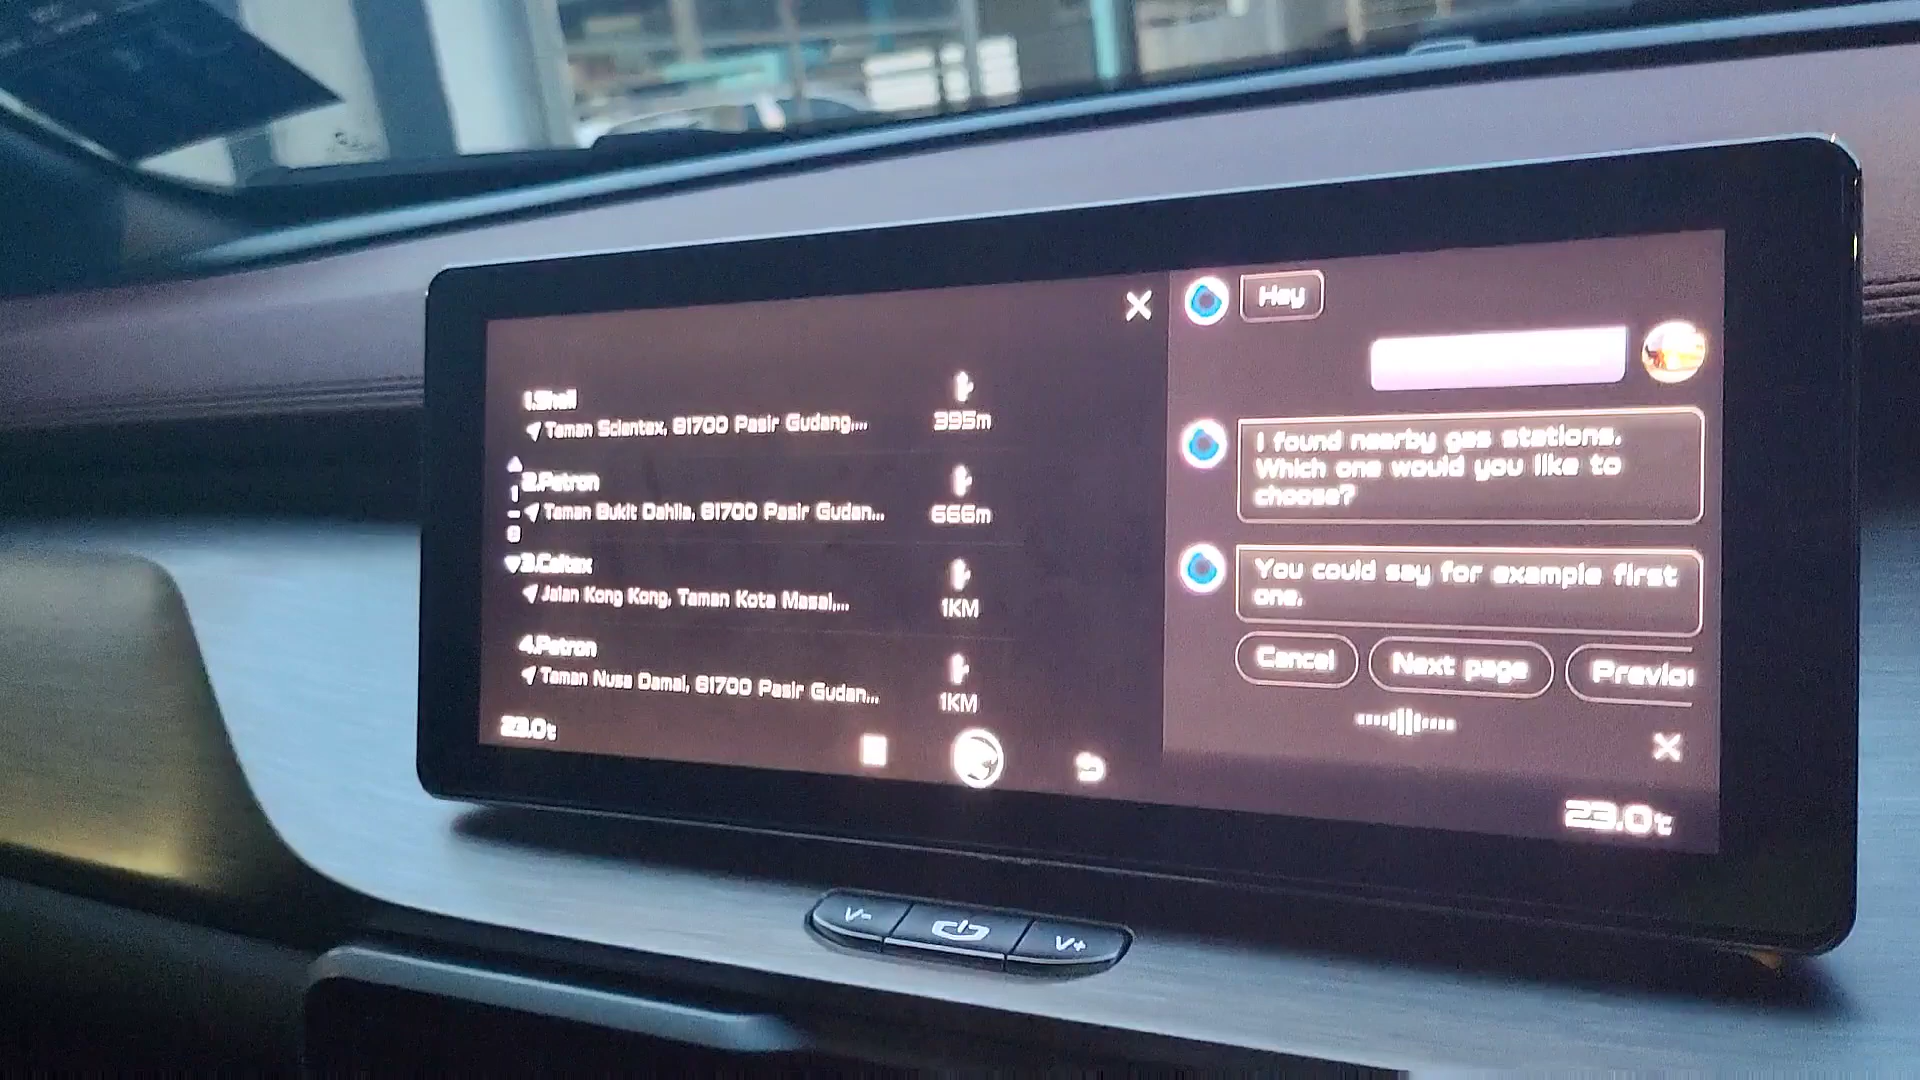 Hey
1.Shell
Taman Scientex, 81700 Pasir Gudang,...
395m
2.Petron
Taman Bukit Dahlia, 81700 Pasir Gudan...
666m
3.Caltex
Jalan Kong Kong, Taman Kota Masai,...
1KM
4.Petron
Taman Nusa Damai, 81700 Pasir Gudan...
1KM
23.0℃
I found nearby gas stations.
Which one would you like to
choose?
You could say for example first
one.
Cancel
Next page
Previou
23.0℃
V-
V+